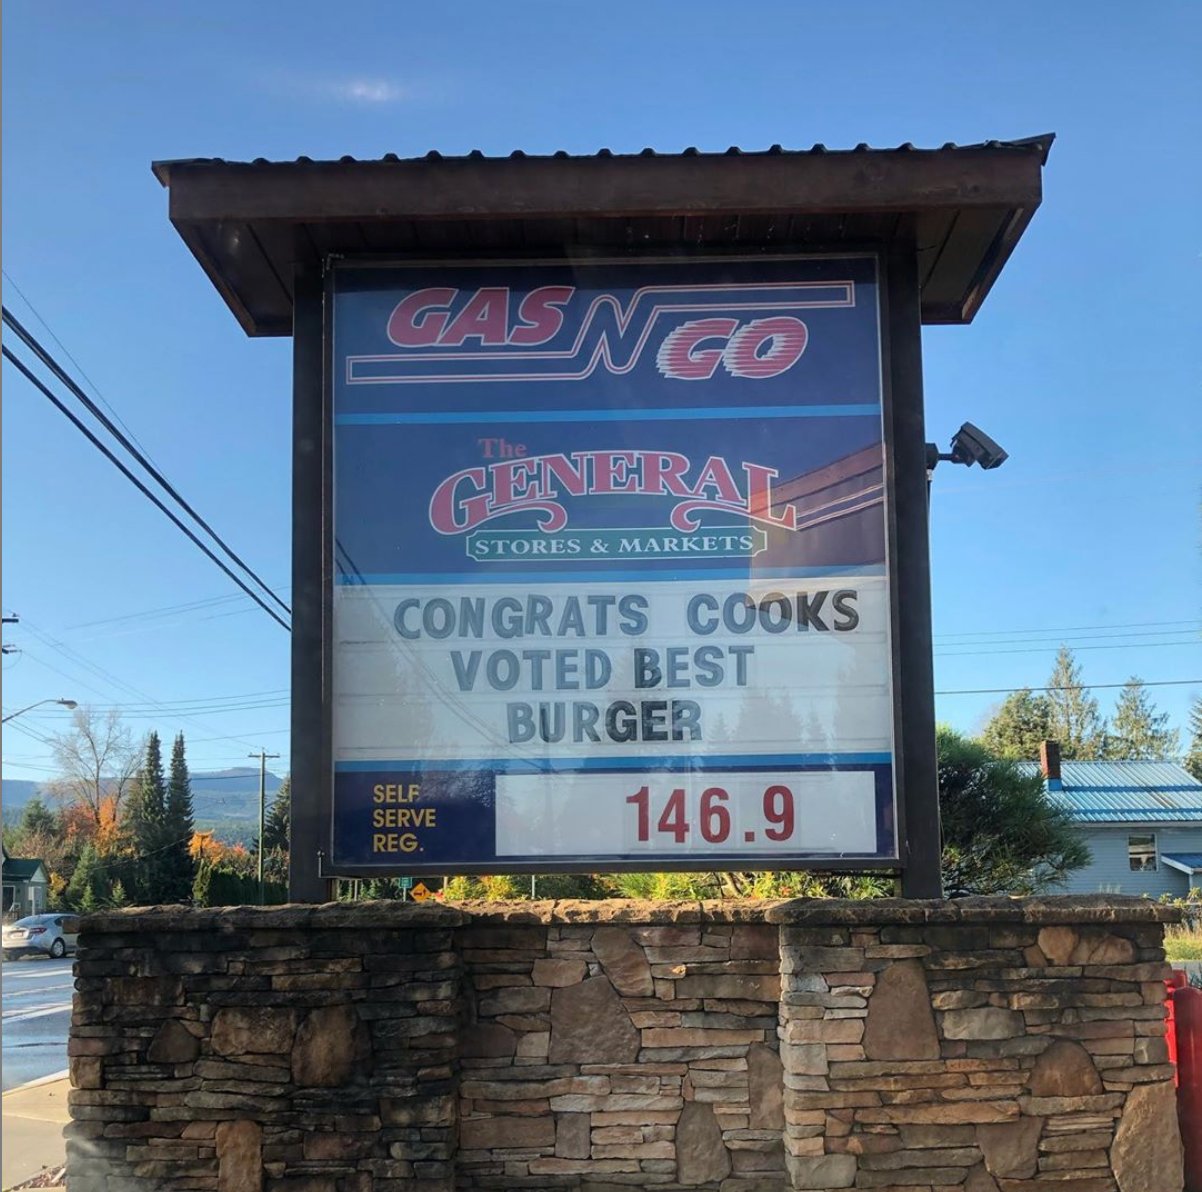 GAS N GO
The
GENERAL
STORES & MARKETS
CONGRATS COOKS
VOTED BEST
BURGER
SELF
SERVE
REG.
146.9